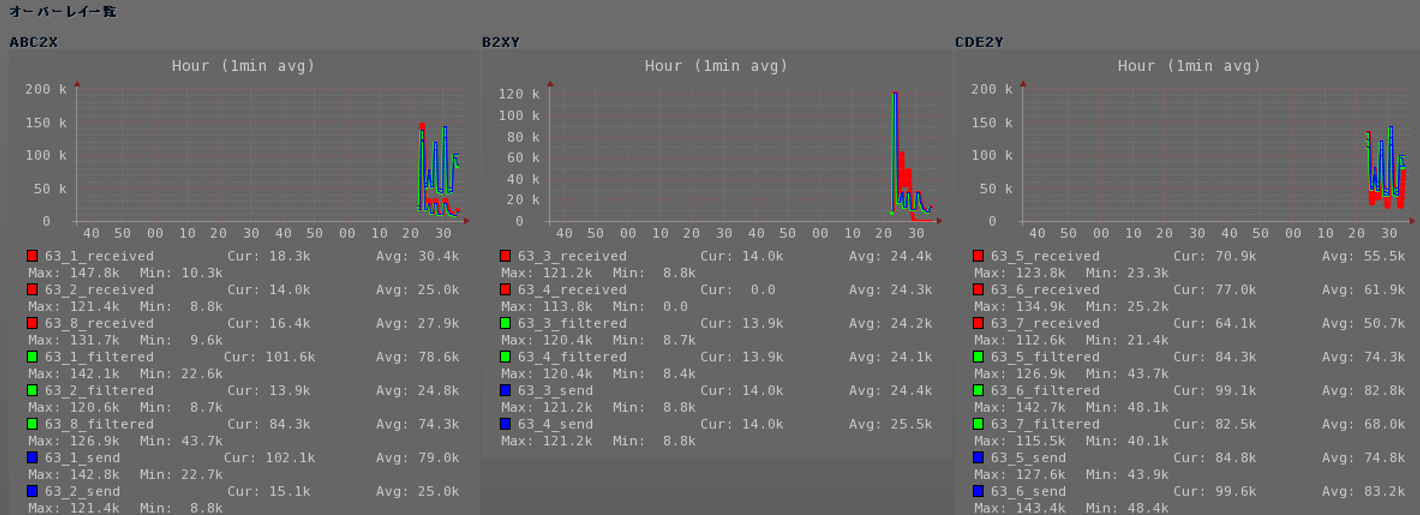 オーバーレイ一覧
ABC2X
Hour (1min avg)
200 k
150 k
100 k
50 k
0
40 50 00 10 20 30 40 50 00 10 20 30
63_1_received Cur: 18.3k Avg: 30.4k
Max: 147.8k Min: 10.3k
63_2_received Cur: 14.0k Avg: 25.0k
Max: 121.4k Min: 8.8k
63_8_received Cur: 16.4k Avg: 27.9k
Max: 131.7k Min: 9.6k
63_1_filtered Cur: 101.6k Avg: 78.6k
Max: 142.1k Min: 22.6k
63_2_filtered Cur: 13.9k Avg: 24.8k
Max: 120.6k Min: 8.7k
63_8_filtered Cur: 84.3k Avg: 74.3k
Max: 126.9k Min: 43.7k
63_1_send Cur: 102.1k Avg: 79.0k
Max: 142.8k Min: 22.7k
63_2_send Cur: 15.1k Avg: 25.0k
Max: 121.4k Min: 8.8k
B2XY
Hour (1min avg)
120 k
100 k
80 k
60 k
40 k
20 k
0
40 50 00 10 20 30 40 50 00 10 20 30
63_3_received Cur: 14.0k Avg: 24.4k
Max: 121.2k Min: 8.8k
63_4_received Cur: 0.0 Avg: 24.3k
Max: 113.8k Min: 0.0
63_3_filtered Cur: 13.9k Avg: 24.2k
Max: 120.4k Min: 8.7k
63_4_filtered Cur: 13.9k Avg: 24.1k
Max: 120.4k Min: 8.4k
63_3_send Cur: 14.0k Avg: 24.4k
Max: 121.2k Min: 8.8k
63_4_send Cur: 14.0k Avg: 25.5k
Max: 121.2k Min: 8.8k
CDE2Y
Hour (1min avg)
200 k
150 k
100 k
50 k
0
40 50 00 10 20 30 40 50 00 10 20 30
63_5_received Cur: 70.9k Avg: 55.5k
Max: 123.8k Min: 23.3k
63_6_received Cur: 77.0k Avg: 61.9k
Max: 134.9k Min: 25.2k
63_7_received Cur: 64.1k Avg: 50.7k
Max: 112.6k Min: 21.4k
63_5_filtered Cur: 84.3k Avg: 74.3k
Max: 126.9k Min: 43.7k
63_6_filtered Cur: 99.1k Avg: 82.8k
Max: 142.7k Min: 48.1k
63_7_filtered Cur: 82.5k Avg: 68.0k
Max: 115.5k Min: 40.1k
63_5_send Cur: 84.8k Avg: 74.8k
Max: 127.6k Min: 43.9k
63_6_send Cur: 99.6k Avg: 83.2k
Max: 143.4k Min: 48.4k